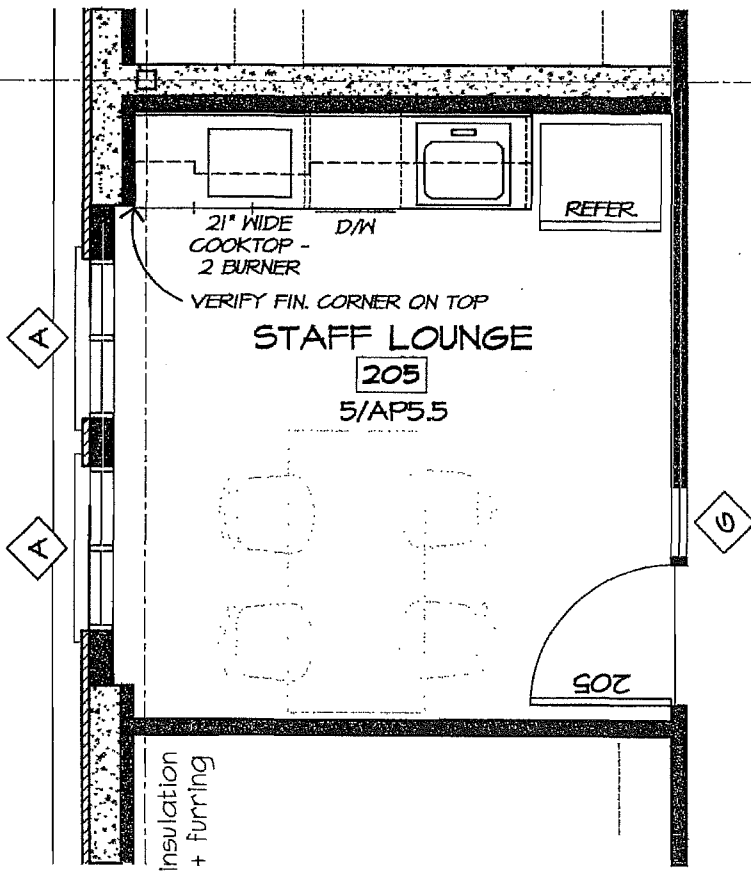 REFER.
21" WIDE
COOKTOP -
2 BURNER
D/W
VERIFY FIN. CORNER ON TOP
STAFF LOUNGE
205
5/AP5.5
A
A
G
205
insulation
+ furring